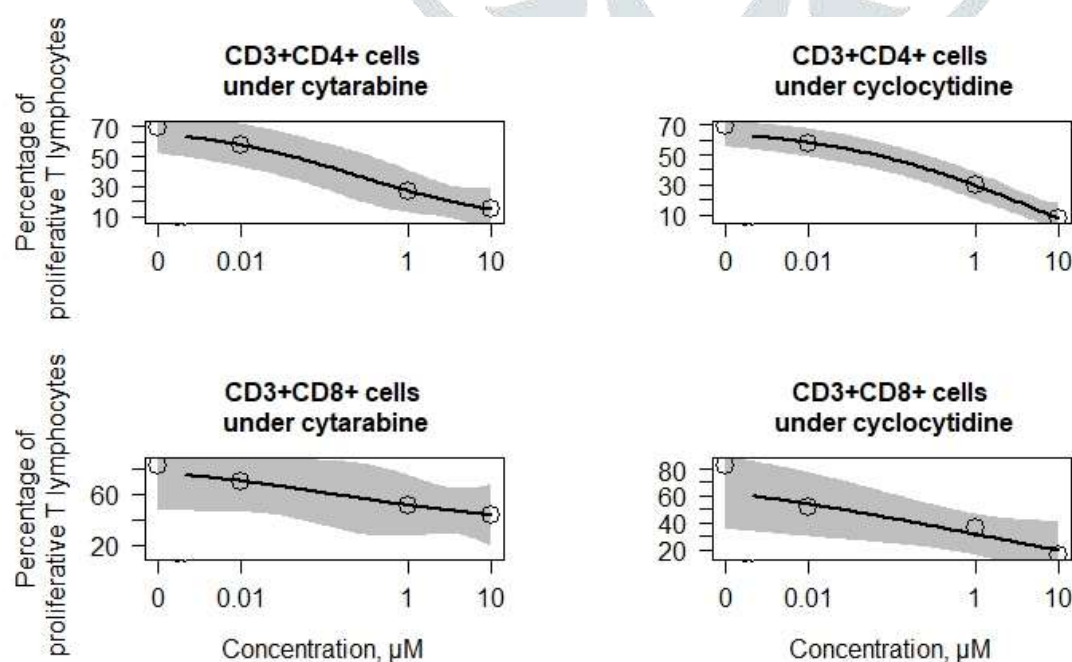 CD3+CD4+ cells
under cytarabine
Percentage of
proliferative T lymphocytes
70
50
30
10
0 0.01 1 10
CD3+CD4+ cells
under cyclocytidine
70
50
30
10
0 0.01 1 10
CD3+CD8+ cells
under cytarabine
Percentage of
proliferative T lymphocytes
60
20
0 0.01 1 10
Concentration, µM
CD3+CD8+ cells
under cyclocytidine
80
60
40
20
0 0.01 1 10
Concentration, µM